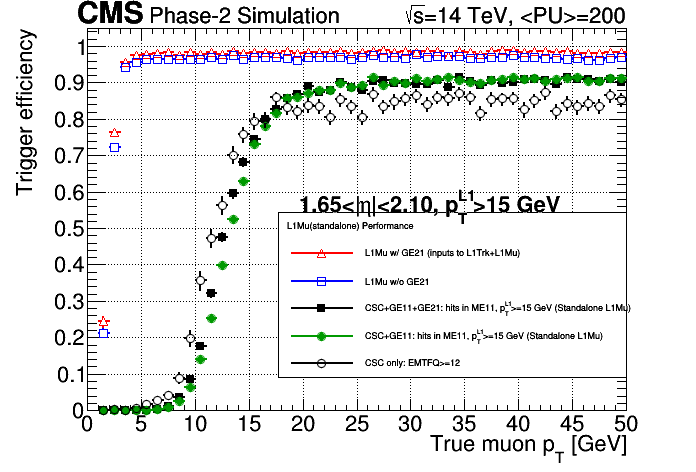 CMS Phase-2 Simulation √s=14 TeV, <PU>=200
Trigger efficiency
1
0.9
0.8
0.7
0.6
0.5
0.4
0.3
0.2
0.1
0
1.65<|η|<2.10, p_T^L1>15 GeV
L1Mu(standalone) Performance
L1Mu w/ GE21 (inputs to L1Trk+L1Mu)
L1Mu w/o GE21
CSC+GE11+GE21: hits in ME11, p_T^L1>=15 GeV (Standalone L1Mu)
CSC+GE11: hits in ME11, p_T^L1>=15 GeV (Standalone L1Mu)
CSC only: EMTFQ>=12
0 5 10 15 20 25 30 35 40 45 50
True muon p_T [GeV]